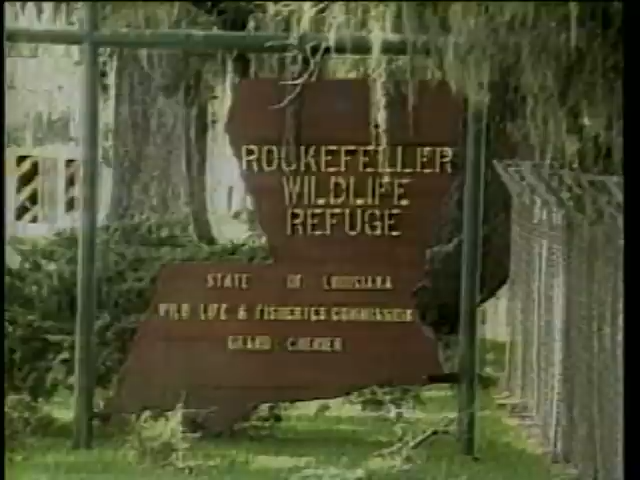 ROCKEFELLER
WILDLIFE
REFUGE
STATE OF LOUISIANA
WILD LIFE & FISHERIES COMMISSION
GRAND CHENIER